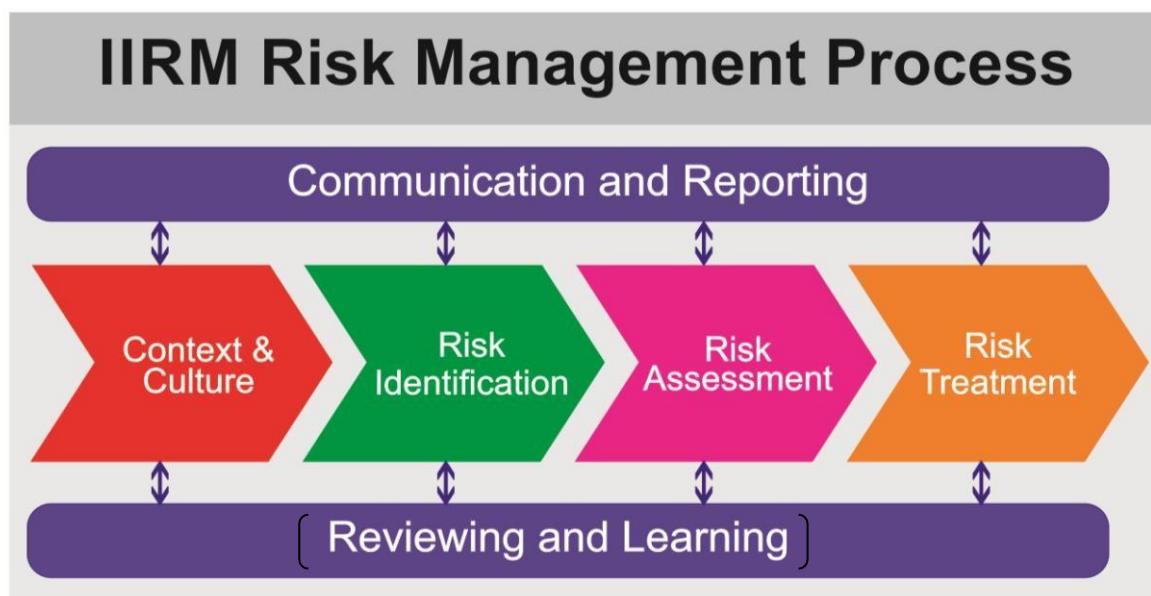 IIRM Risk Management Process
Communication and Reporting
Context &
Culture
Risk
Identification
Risk
Assessment
Risk
Treatment
[ Reviewing and Learning ]